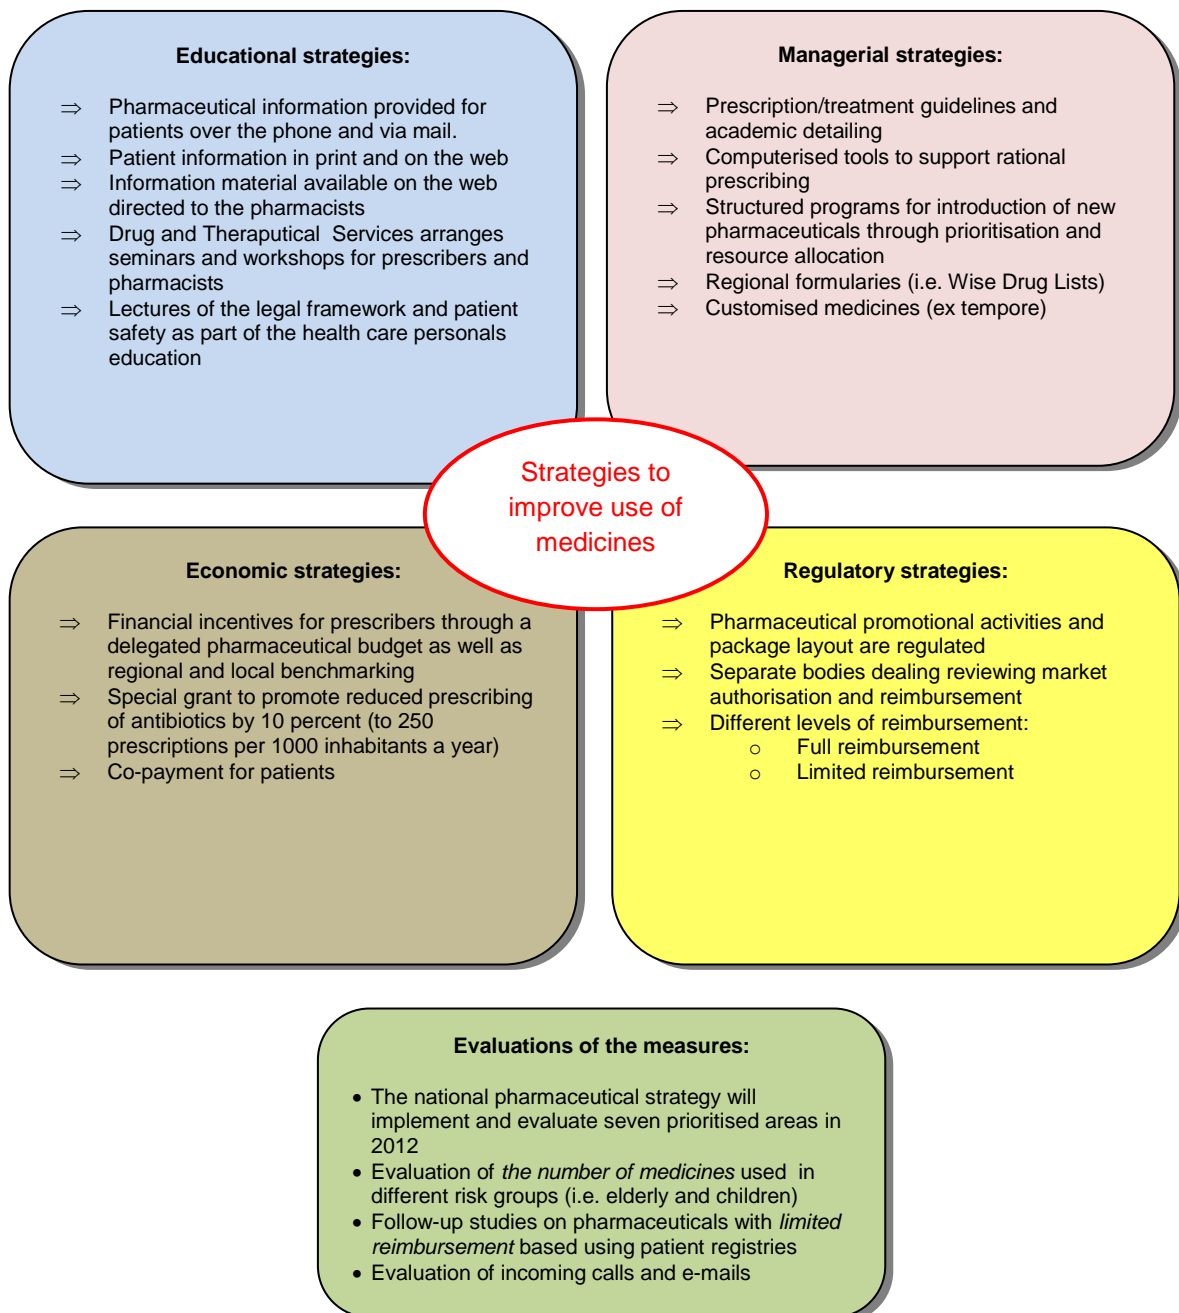 Educational strategies:
⇒ Pharmaceutical information provided for
patients over the phone and via mail.
⇒ Patient information in print and on the web
⇒ Information material available on the web
directed to the pharmacists
⇒ Drug and Theraputical  Services arranges
seminars and workshops for prescribers and
pharmacists
⇒ Lectures of the legal framework and patient
safety as part of the health care personals
education
Managerial strategies:
⇒ Prescription/treatment guidelines and
academic detailing
⇒ Computerised tools to support rational
prescribing
⇒ Structured programs for introduction of new
pharmaceuticals through prioritisation and
resource allocation
⇒ Regional formularies (i.e. Wise Drug Lists)
⇒ Customised medicines (ex tempore)
Strategies to
improve use of
medicines
Economic strategies:
⇒ Financial incentives for prescribers through a
delegated pharmaceutical budget as well as
regional and local benchmarking
⇒ Special grant to promote reduced prescribing
of antibiotics by 10 percent (to 250
prescriptions per 1000 inhabitants a year)
⇒ Co-payment for patients
Regulatory strategies:
⇒ Pharmaceutical promotional activities and
package layout are regulated
⇒ Separate bodies dealing reviewing market
authorisation and reimbursement
⇒ Different levels of reimbursement:
o Full reimbursement
o Limited reimbursement
Evaluations of the measures:
• The national pharmaceutical strategy will
implement and evaluate seven prioritised areas in
2012
• Evaluation of the number of medicines used  in
different risk groups (i.e. elderly and children)
• Follow-up studies on pharmaceuticals with limited
reimbursement based using patient registries
• Evaluation of incoming calls and e-mails